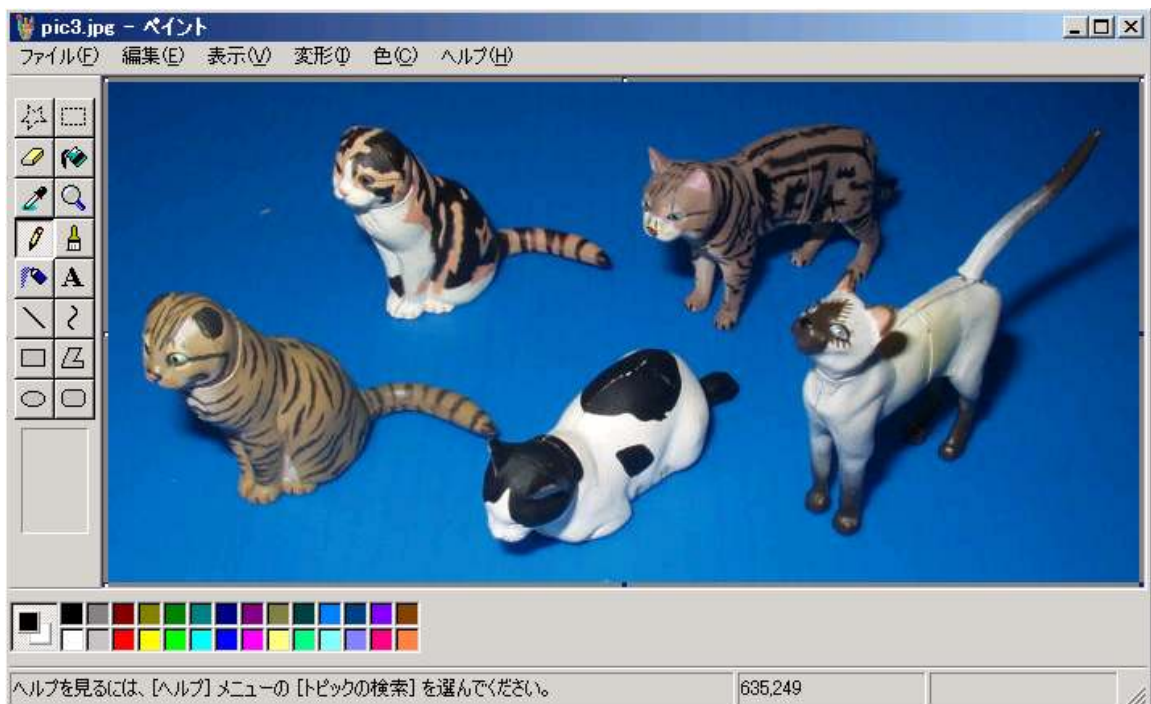 pic3.jpg - ペイント
ファイル(F) 編集(E) 表示(V) 変形(I) 色(C) ヘルプ(H)
A
ヘルプを見るには、[ヘルプ] メニューの [トピックの検索] を選んでください。 635,249